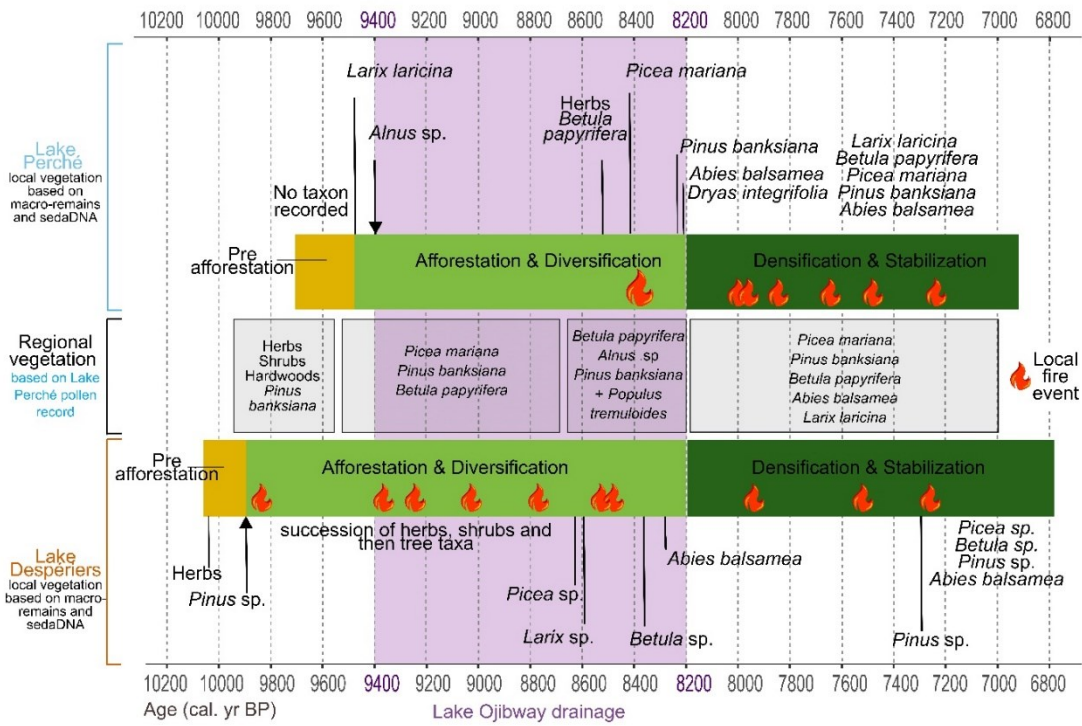 10200 10000 9800 9600 9400 9200 9000 8800 8600 8400 8200 8000 7800 7600 7400 7200 7000 6800
Lake
Perché
local vegetation
based on
macro-remains
and sedaDNA
Larix laricina
Alnus sp.
No taxon
recorded
Herbs
Betula
papyrifera
Picea mariana
Pinus banksiana
Abies balsamea
Dryas integrifolia
Larix laricina
Betula papyrifera
Picea mariana
Pinus banksiana
Abies balsamea
Pre
afforestation
Afforestation & Diversification
Densification & Stabilization
Regional
vegetation
based on Lake
Perché pollen
record
Herbs
Shrubs
Hardwoods
Pinus
banksiana
Picea mariana
Pinus banksiana
Betula papyrifera
Betula papyrifera
Alnus sp
Pinus banksiana
+ Populus
tremuloides
Picea mariana
Pinus banksiana
Betula papyrifera
Abies balsamea
Larix laricina
Local
fire
event
Pre
afforestation
Afforestation & Diversification
Densification & Stabilization
Lake
Despériers
local vegetation
based on macro-
remains and
sedaDNA
Herbs
Pinus sp.
succession of herbs, shrubs and
then tree taxa
Picea sp.
Larix sp.
Abies balsamea
Betula sp.
Pinus sp.
Picea sp.
Betula sp.
Pinus sp.
Abies balsamea
10200 10000 9800 9600 9400 9200 9000 8800 8600 8400 8200 8000 7800 7600 7400 7200 7000 6800
Age (cal. yr BP)
Lake Ojibway drainage